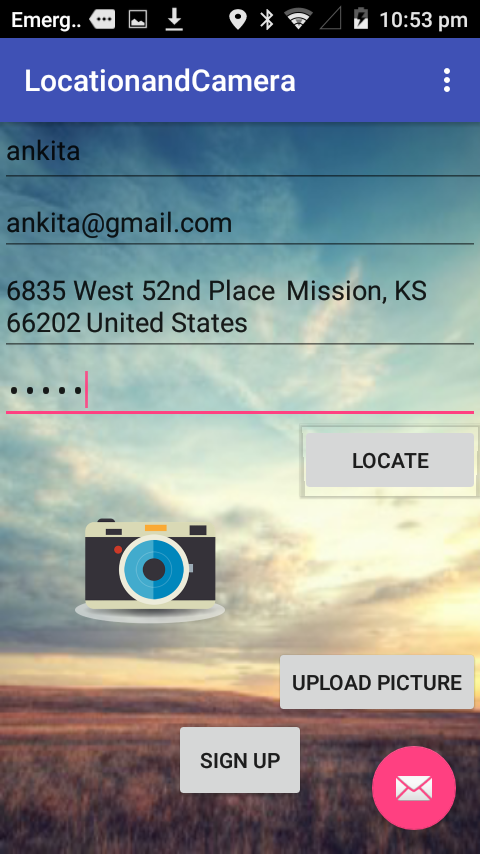 Emerg.. 10:53 pm
LocationandCamera
ankita
ankita@gmail.com
6835 West 52nd Place Mission, KS
66202 United States
•••••
LOCATE
UPLOAD PICTURE
SIGN UP